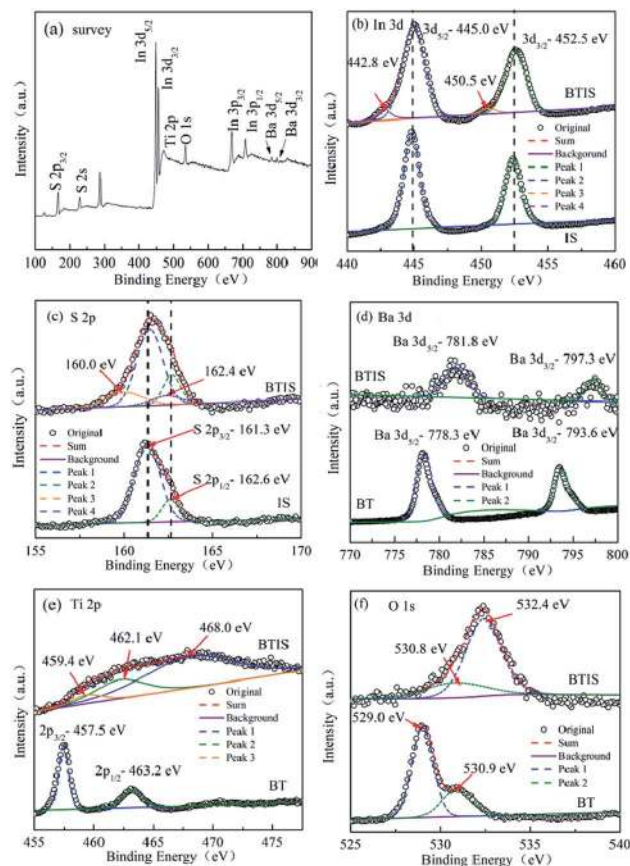 (a) survey
In 3d5/2
In 3d3/2
Ti 2p
O 1s
In 3p3/2
In 3p1/2
Ba 3d5/2
Ba 3d3/2
S 2p3/2
S 2s
Intensity (a.u.)
100 200 300 400 500 600 700 800 900
Binding Energy (eV)
(b) In 3d
3d5/2- 445.0 eV
3d3/2- 452.5 eV
442.8 eV
450.5 eV
BTIS
Original
Sum
Background
Peak 1
Peak 2
Peak 3
Peak 4
IS
Intensity (a.u.)
440 445 450 455 460
Binding Energy (eV)
(c) S 2p
160.0 eV
162.4 eV
BTIS
Original
Sum
Background
Peak 1
Peak 2
Peak 3
Peak 4
S 2p3/2- 161.3 eV
S 2p1/2- 162.6 eV
IS
Intensity (a.u.)
155 160 165 170
Binding Energy (eV)
(d) Ba 3d
Ba 3d5/2- 781.8 eV
Ba 3d3/2- 797.3 eV
BTIS
Ba 3d5/2- 778.3 eV
Ba 3d3/2- 793.6 eV
Original
Sum
Background
Peak 1
Peak 2
BT
Intensity (a.u.)
770 775 780 785 790 795 800
Binding Energy (eV)
(e) Ti 2p
468.0 eV
462.1 eV
459.4 eV
BTIS
Original
Sum
Background
Peak 1
Peak 2
Peak 3
2p3/2- 457.5 eV
2p1/2- 463.2 eV
BT
Intensity (a.u.)
455 460 465 470 475
Binding Energy (eV)
(f) O 1s
532.4 eV
530.8 eV
BTIS
529.0 eV
530.9 eV
Original
Sum
Background
Peak 1
Peak 2
BT
Intensity (a.u.)
525 530 535 540
Binding Energy (eV)